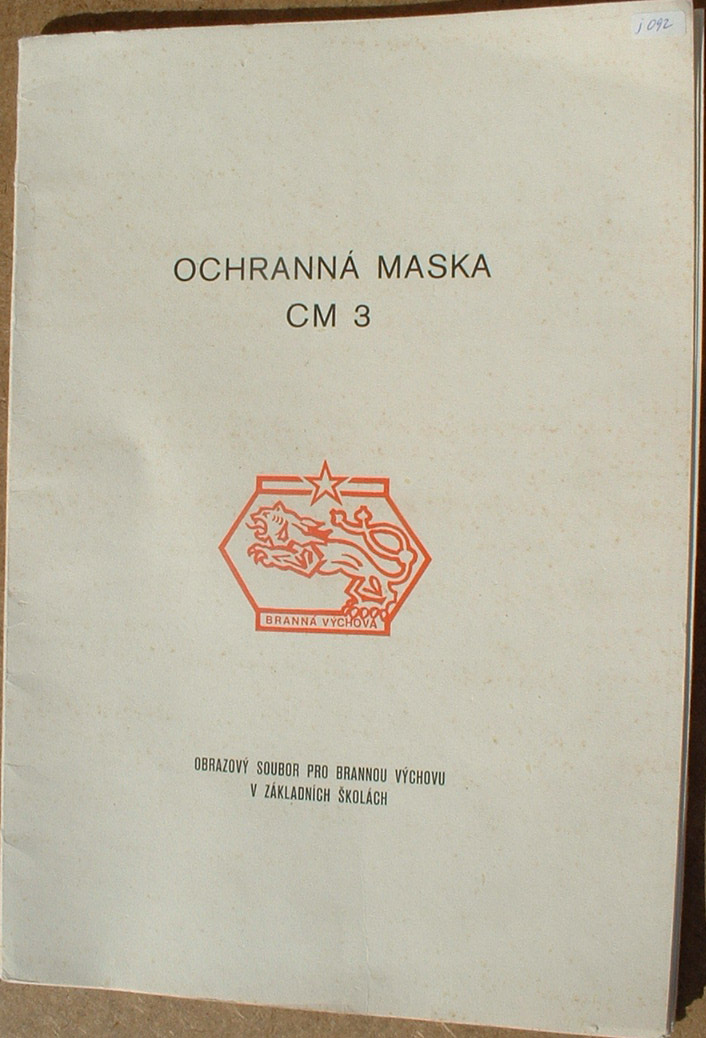 j 092
OCHRANNÁ MASKA
CM 3
BRANNÁ VÝCHOVA
OBRAZOVÝ SOUBOR PRO BRANNOU VÝCHOVU
V ZÁKLADNÍCH ŠKOLÁCH